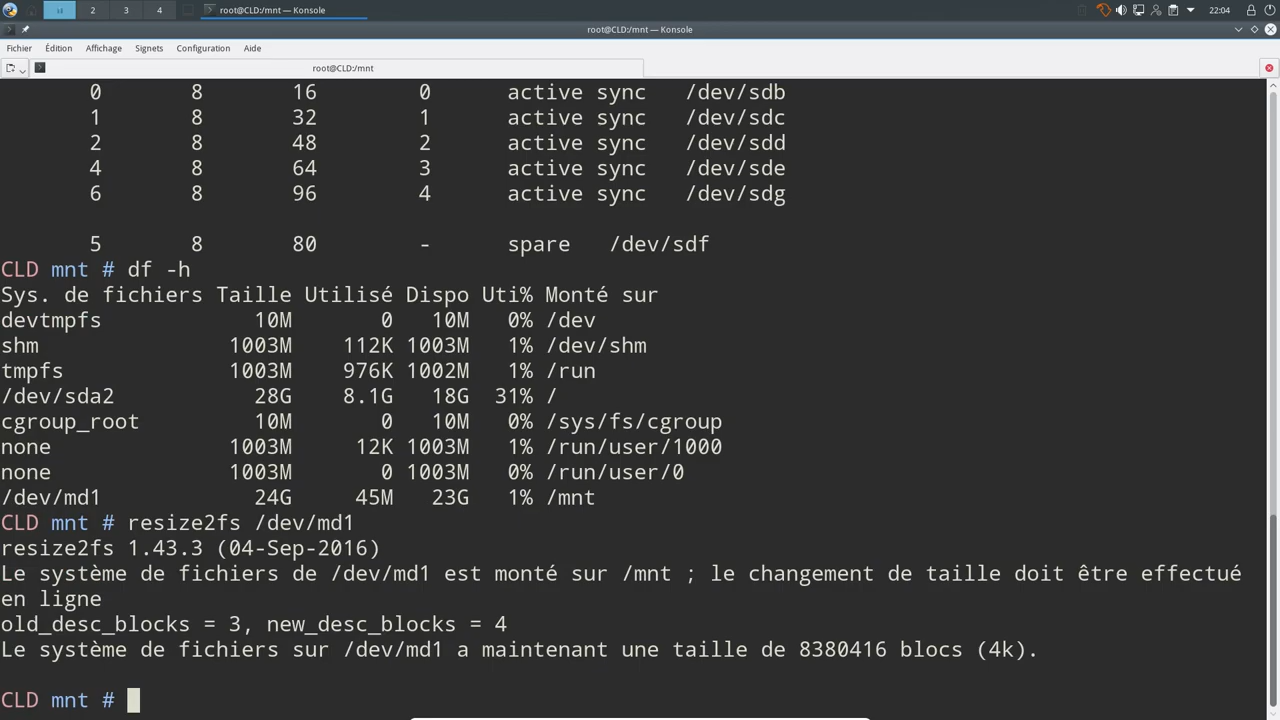 2 3 4 root@CLD:/mnt — Konsole 22:04
root@CLD:/mnt — Konsole
Fichier Édition Affichage Signets Configuration Aide
root@CLD:/mnt
0 8 16 0 active sync /dev/sdb
1 8 32 1 active sync /dev/sdc
2 8 48 2 active sync /dev/sdd
4 8 64 3 active sync /dev/sde
6 8 96 4 active sync /dev/sdg
5 8 80 - spare /dev/sdf
CLD mnt # df -h
Sys. de fichiers Taille Utilisé Dispo Uti% Monté sur
devtmpfs 10M 0 10M 0% /dev
shm 1003M 112K 1003M 1% /dev/shm
tmpfs 1003M 976K 1002M 1% /run
/dev/sda2 28G 8.1G 18G 31% /
cgroup_root 10M 0 10M 0% /sys/fs/cgroup
none 1003M 12K 1003M 1% /run/user/1000
none 1003M 0 1003M 0% /run/user/0
/dev/md1 24G 45M 23G 1% /mnt
CLD mnt # resize2fs /dev/md1
resize2fs 1.43.3 (04-Sep-2016)
Le système de fichiers de /dev/md1 est monté sur /mnt ; le changement de taille doit être effectué
en ligne
old_desc_blocks = 3, new_desc_blocks = 4
Le système de fichiers sur /dev/md1 a maintenant une taille de 8380416 blocs (4k).
CLD mnt #